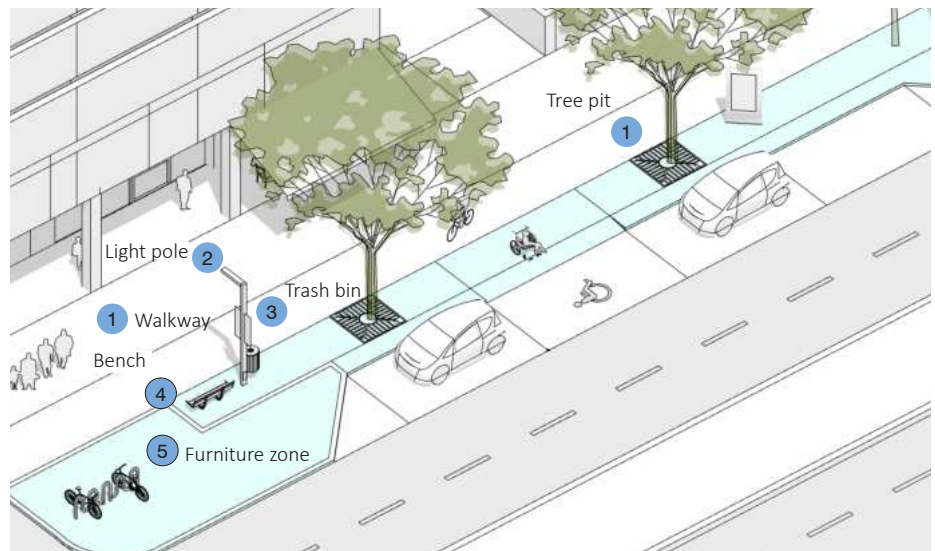 Tree pit
1
Light pole 2
Trash bin
3
1 Walkway
Bench
4
5 Furniture zone